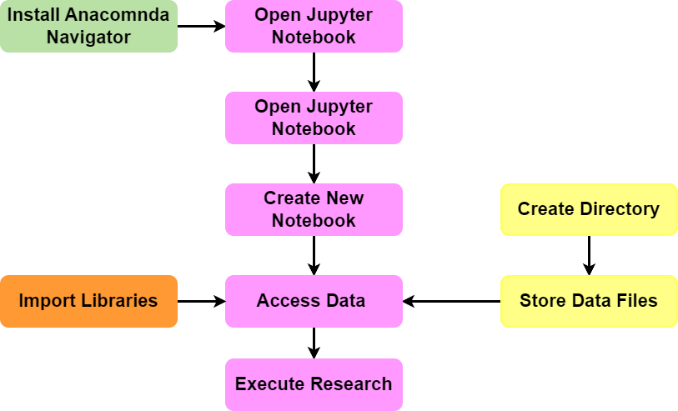 Install Anacomnda
Navigator
Open Jupyter
Notebook
Open Jupyter
Notebook
Create New
Notebook
Create Directory
Import Libraries
Access Data
Store Data Files
Execute Research